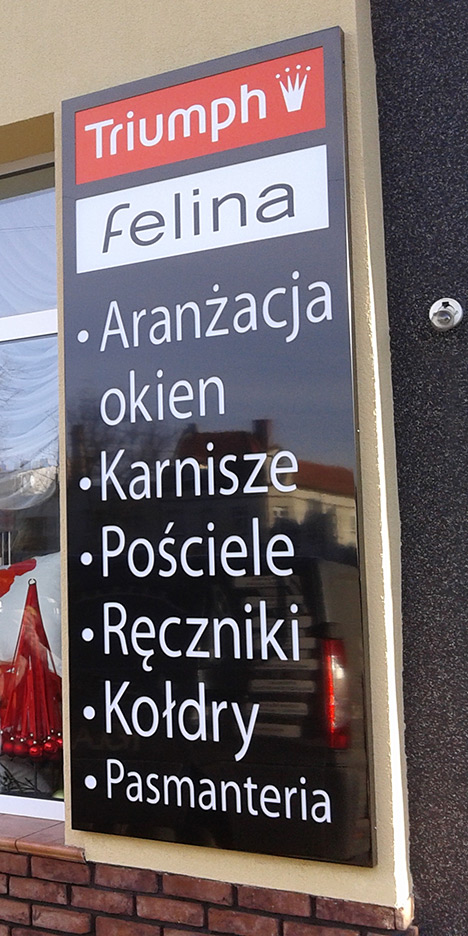 Triumph
felina
• Aranżacja
okien
• Karnisze
• Pościele
• Ręczniki
• Kołdry
• Pasmanteria